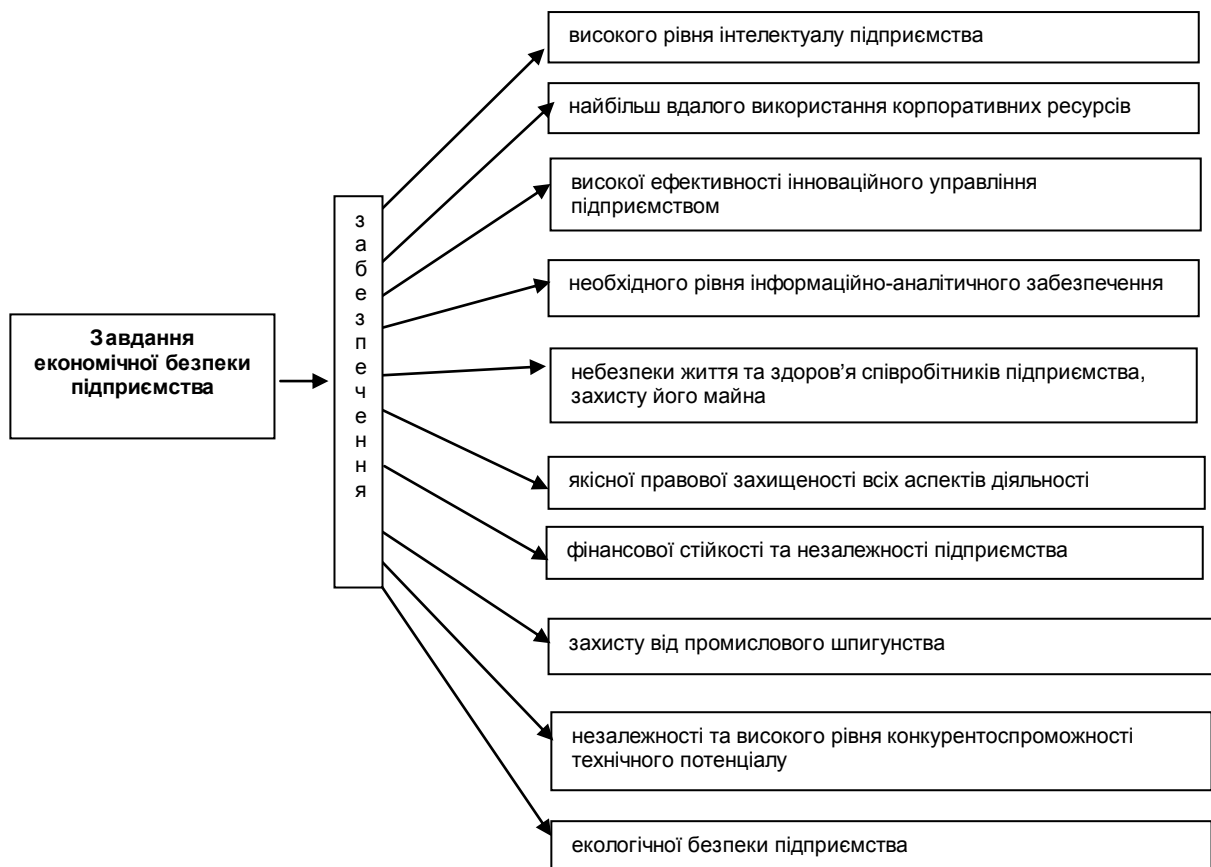 Завдання
економічної безпеки
підприємства
з
а
б
е
з
п
е
ч
е
н
н
я
високого рівня інтелектуалу підприємства
найбільш вдалого використання корпоративних ресурсів
високої ефективності інноваційного управління
підприємством
необхідного рівня інформаційно-аналітичного забезпечення
небезпеки життя та здоров’я співробітників підприємства,
захисту його майна
якісної правової захищеності всіх аспектів діяльності
фінансової стійкості та незалежності підприємства
захисту від промислового шпигунства
незалежності та високого рівня конкурентоспроможності
технічного потенціалу
екологічної безпеки підприємства